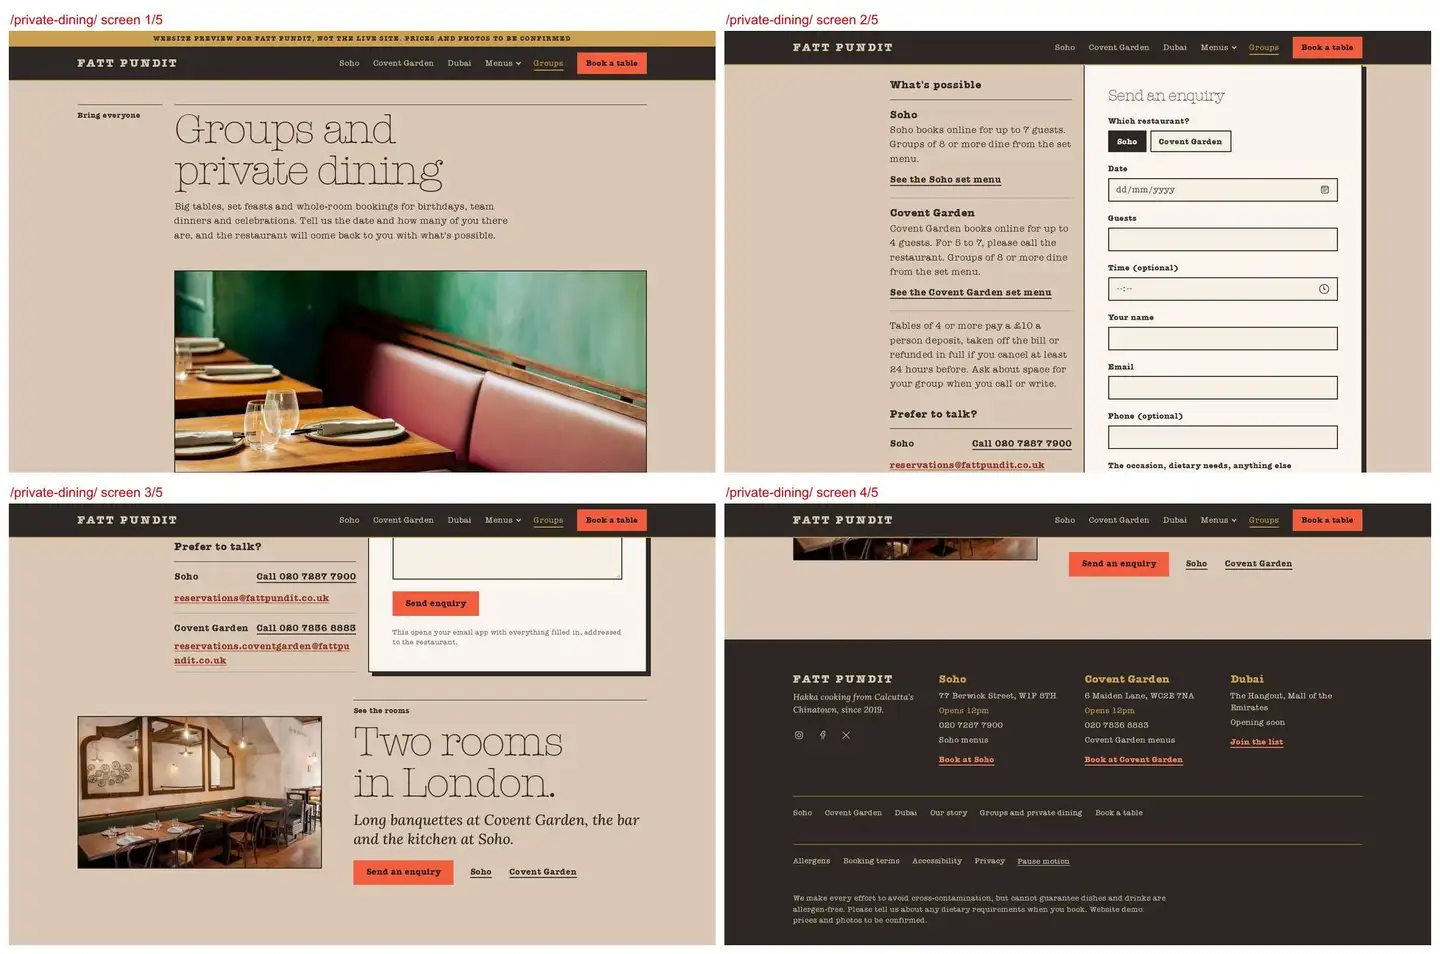 /private-dining/ screen 1/5
WEBSITE PREVIEW FOR FATT PUNDIT, NOT THE LIVE SITE. PRICES AND PHOTOS TO BE CONFIRMED
FATT PUNDIT
Soho Covent Garden Dubai Menus Groups Book a table
Bring everyone
Groups and
private dining
Big tables, set feasts and whole-room bookings for birthdays, team
dinners and celebrations. Tell us the date and how many of you there
are, and the restaurant will come back to you with what's possible.
/private-dining/ screen 2/5
FATT PUNDIT
Soho Covent Garden Dubai Menus Groups Book a table
What's possible
Soho
Soho books online for up to 7 guests.
Groups of 8 or more dine from the set
menu.
See the Soho set menu
Covent Garden
Covent Garden books online for up to
4 guests. For 5 to 7, please call the
restaurant. Groups of 8 or more dine
from the set menu.
See the Covent Garden set menu
Tables of 4 or more pay a £10 a
person deposit, taken off the bill or
refunded in full if you cancel at least
24 hours before. Ask about space for
your group when you call or write.
Prefer to talk?
Soho Call 020 7287 7900
reservations@fattpundit.co.uk
Send an enquiry
Which restaurant?
Soho Covent Garden
Date
dd/mm/yyyy
Guests
Time (optional)
--:--
Your name
Email
Phone (optional)
The occasion, dietary needs, anything else
/private-dining/ screen 3/5
FATT PUNDIT
Soho Covent Garden Dubai Menus Groups Book a table
Prefer to talk?
Soho Call 020 7287 7900
reservations@fattpundit.co.uk
Covent Garden Call 020 7836 8883
reservations.coventgarden@fattpu
ndit.co.uk
Send enquiry
This opens your email app with everything filled in, addressed
to the restaurant.
See the rooms
Two rooms
in London.
Long banquettes at Covent Garden, the bar
and the kitchen at Soho.
Send an enquiry Soho Covent Garden
/private-dining/ screen 4/5
FATT PUNDIT
Soho Covent Garden Dubai Menus Groups Book a table
Send an enquiry Soho Covent Garden
FATT PUNDIT
Hakka cooking from Calcutta's
Chinatown, since 2019.
Soho
77 Berwick Street, W1F 8TH
Opens 12pm
020 7287 7900
Soho menus
Book at Soho
Covent Garden
6 Maiden Lane, WC2E 7NA
Opens 12pm
020 7836 8883
Covent Garden menus
Book at Covent Garden
Dubai
The Hangout, Mall of the
Emirates
Opening soon
Join the list
Soho Covent Garden Dubai Our story Groups and private dining Book a table
Allergens Booking terms Accessibility Privacy Pause motion
We make every effort to avoid cross-contamination, but cannot guarantee dishes and drinks are
allergen-free. Please tell us about any dietary requirements when you book. Website demo:
prices and photos to be confirmed.